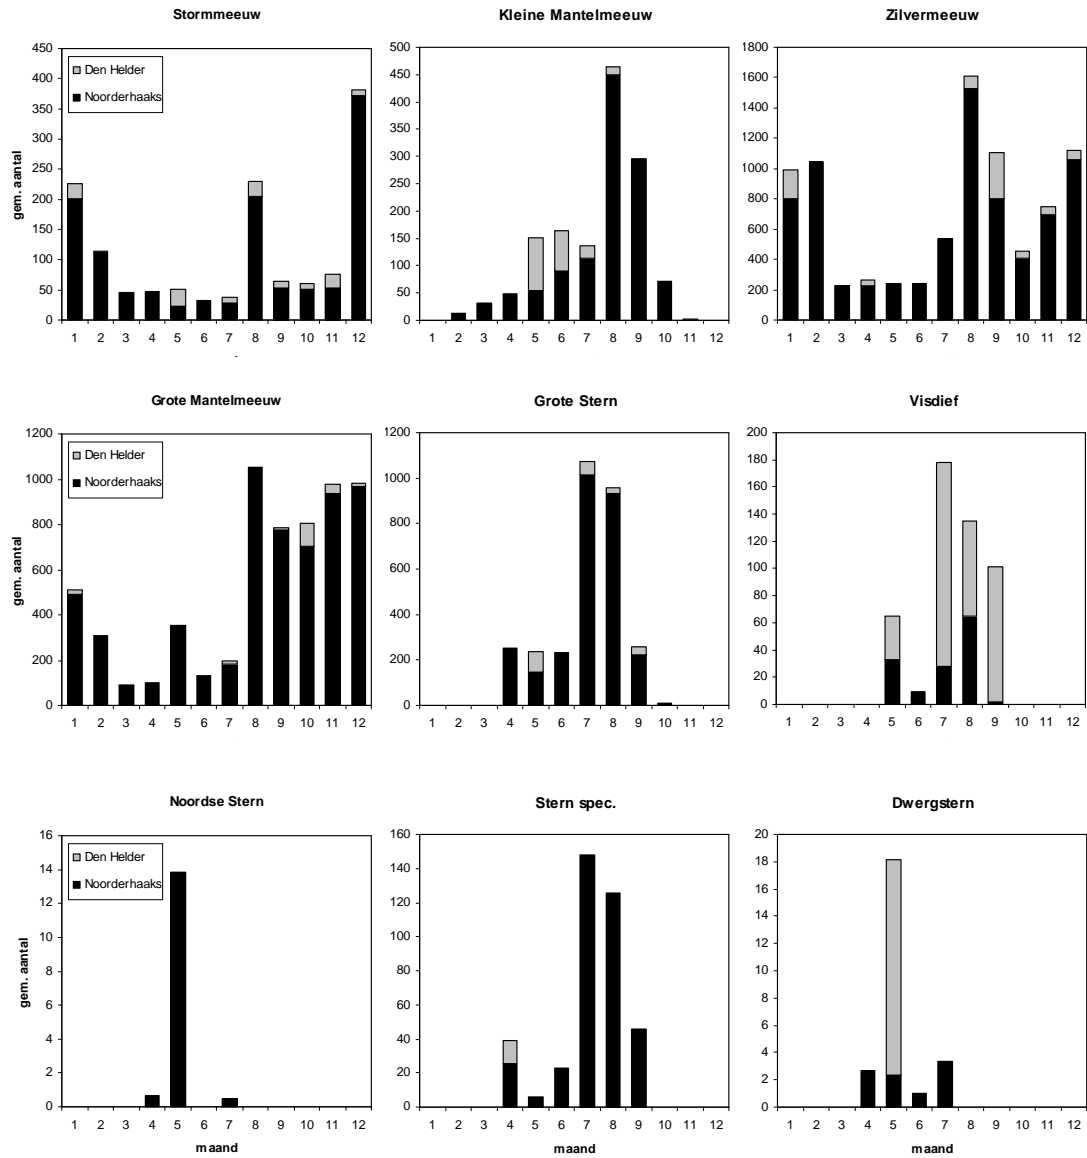 Stormmeeuw
Kleine Mantelmeeuw
Zilvermeeuw
gem. aantal
450
400
350
300
250
200
150
100
50
0
Den Helder
Noorderhaaks
1 2 3 4 5 6 7 8 9 10 11 12
500
450
400
350
300
250
200
150
100
50
0
1 2 3 4 5 6 7 8 9 10 11 12
1800
1600
1400
1200
1000
800
600
400
200
0
1 2 3 4 5 6 7 8 9 10 11 12
Grote Mantelmeeuw
Grote Stern
Visdief
gem. aantal
1200
1000
800
600
400
200
0
Den Helder
Noorderhaaks
1 2 3 4 5 6 7 8 9 10 11 12
1200
1000
800
600
400
200
0
1 2 3 4 5 6 7 8 9 10 11 12
200
180
160
140
120
100
80
60
40
20
0
1 2 3 4 5 6 7 8 9 10 11 12
Noordse Stern
Stern spec.
Dwergstern
gem. aantal
16
14
12
10
8
6
4
2
0
Den Helder
Noorderhaaks
1 2 3 4 5 6 7 8 9 10 11 12
maand
160
140
120
100
80
60
40
20
0
1 2 3 4 5 6 7 8 9 10 11 12
maand
20
18
16
14
12
10
8
6
4
2
0
1 2 3 4 5 6 7 8 9 10 11 12
maand